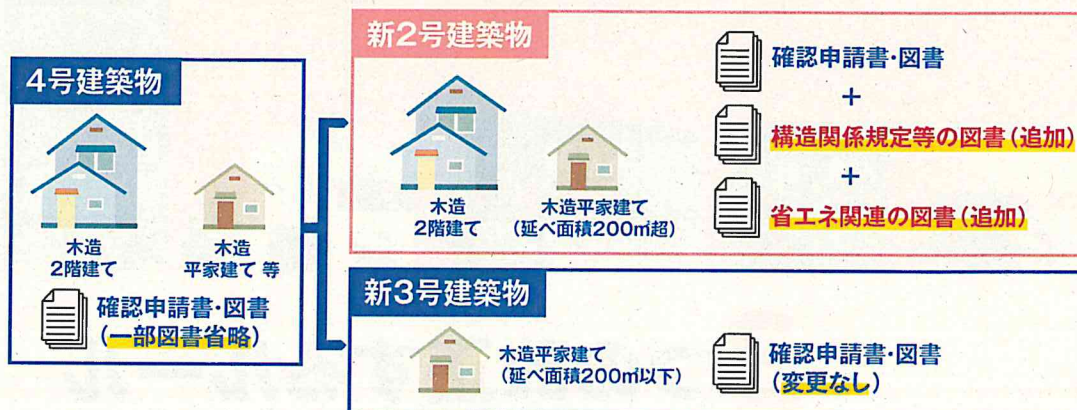 4号建築物
木造
2階建て
木造
平家建て 等
確認申請書・図書
(一部図書省略)
新2号建築物
木造
2階建て
木造平家建て
(延べ面積200㎡超)
確認申請書・図書
+
構造関係規定等の図書(追加)
+
省エネ関連の図書(追加)
新3号建築物
木造平家建て
(延べ面積200㎡以下)
確認申請書・図書
(変更なし)